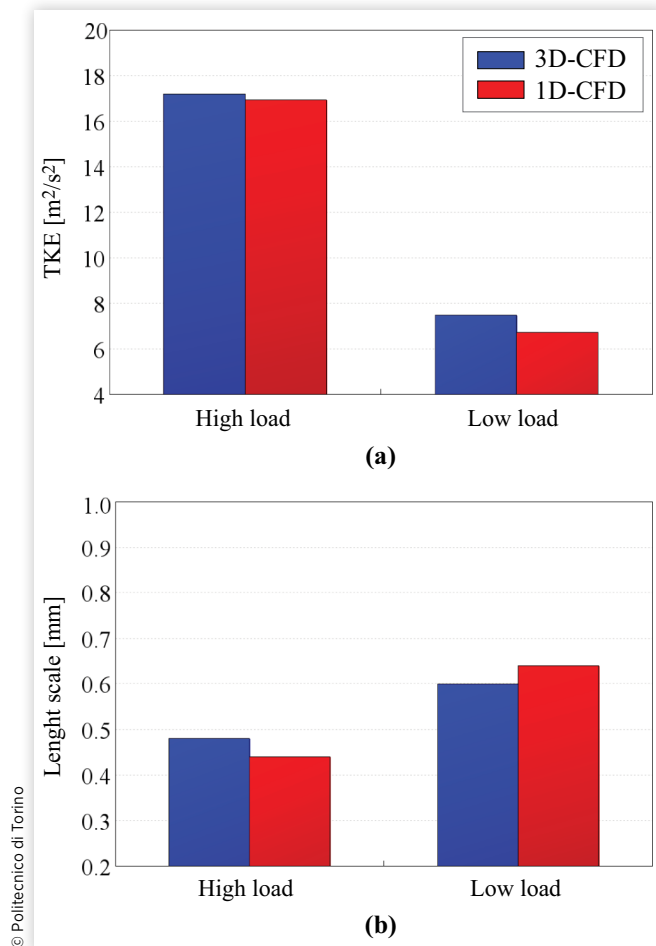 20
18
16
14
12
10
8
6
4
TKE [m²/s²]
3D-CFD
1D-CFD
High load
Low load
(a)
1.0
0.9
0.8
0.7
0.6
0.5
0.4
0.3
0.2
Lenght scale [mm]
High load
Low load
(b)
© Politecnico di Torino